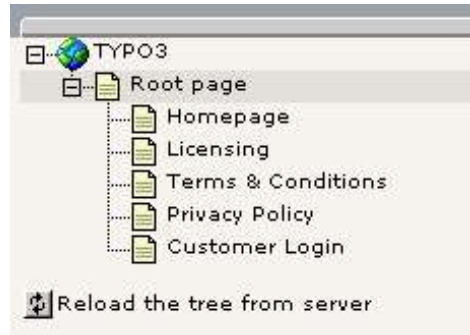 TYPO3
Root page
Homepage
Licensing
Terms & Conditions
Privacy Policy
Customer Login
Reload the tree from server